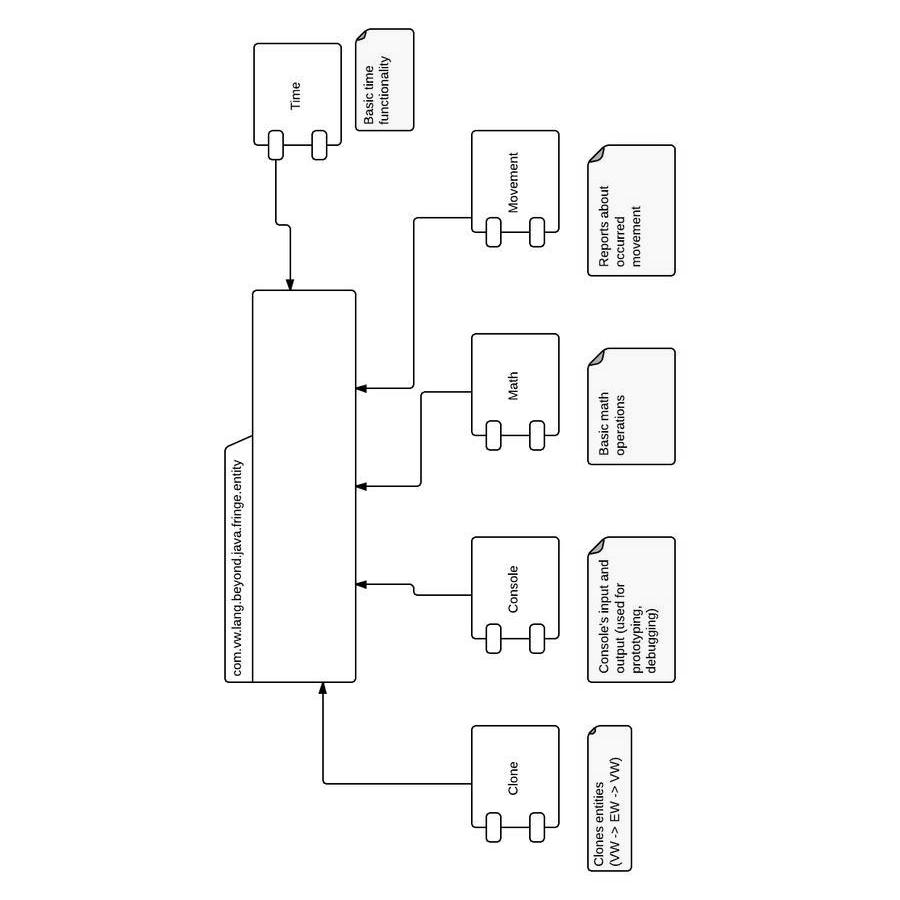 com.vw.lang.beyond.java.fringe.entity
Clone
Clones entities
(VW -> EW -> VW)
Console
Console's input and
output (used for
prototyping,
debugging)
Math
Basic math
operations
Movement
Reports about
occurred
movement
Time
Basic time
functionality